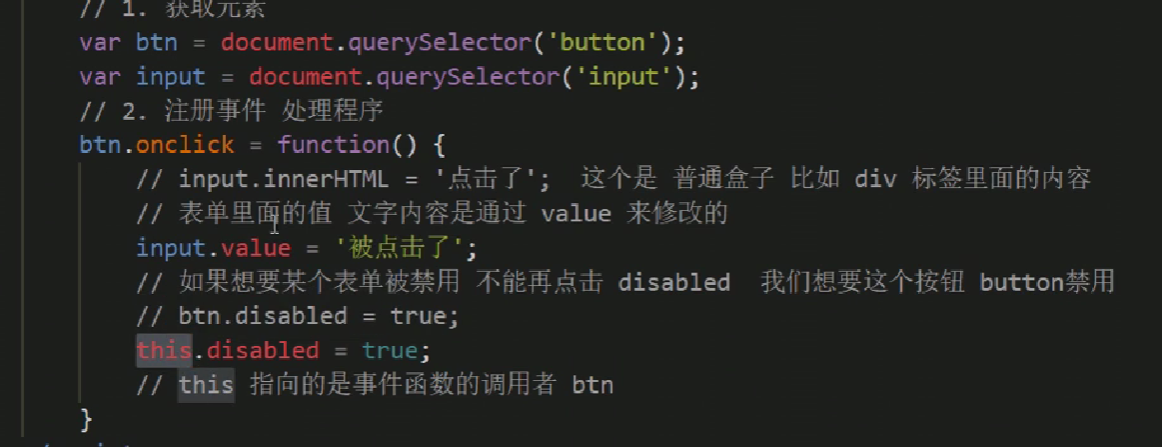 // 1. 获取元素
var btn = document.querySelector('button');
var input = document.querySelector('input');
// 2. 注册事件 处理程序
btn.onclick = function() {
// input.innerHTML = '点击了'; 这个是 普通盒子 比如 div 标签里面的内容
// 表单里面的值 文字内容是通过 value 来修改的
input.value = '被点击了';
// 如果想要某个表单被禁用 不能再点击 disabled 我们想要这个按钮 button禁用
// btn.disabled = true;
this.disabled = true;
// this 指向的是事件函数的调用者 btn
}